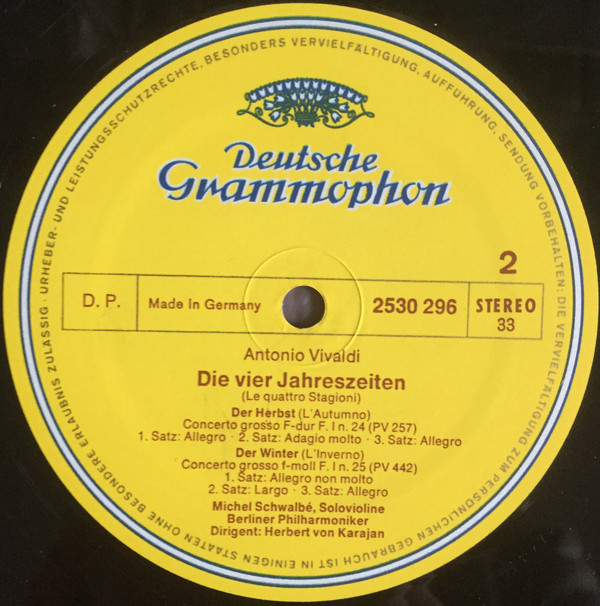 URHEBER- UND LEISTUNGSSCHUTZRECHTE, BESONDERS VERVIELFÄLTIGUNG, AUFFÜHRUNG, SENDUNG VORBEHALTEN; DIE VERVIELFÄLTIGUNG ZUM PERSÖNLICHEN GEBRAUCH IST IN EINIGEN STAATEN OHNE BESONDERE ERLAUBNIS ZULÄSSIG ·
Deutsche
Grammophon
2
D. P.
Made in Germany
2530 296
STEREO
33
Antonio Vivaldi
Die vier Jahreszeiten
(Le quattro Stagioni)
Der Herbst (L'Autumno)
Concerto grosso F-dur F. I n. 24 (PV 257)
1. Satz: Allegro · 2. Satz: Adagio molto · 3. Satz: Allegro
Der Winter (L'Inverno)
Concerto grosso f-moll F. I n. 25 (PV 442)
1. Satz: Allegro non molto
2. Satz: Largo · 3. Satz: Allegro
Michel Schwalbé, Solovioline
Berliner Philharmoniker
Dirigent: Herbert von Karajan